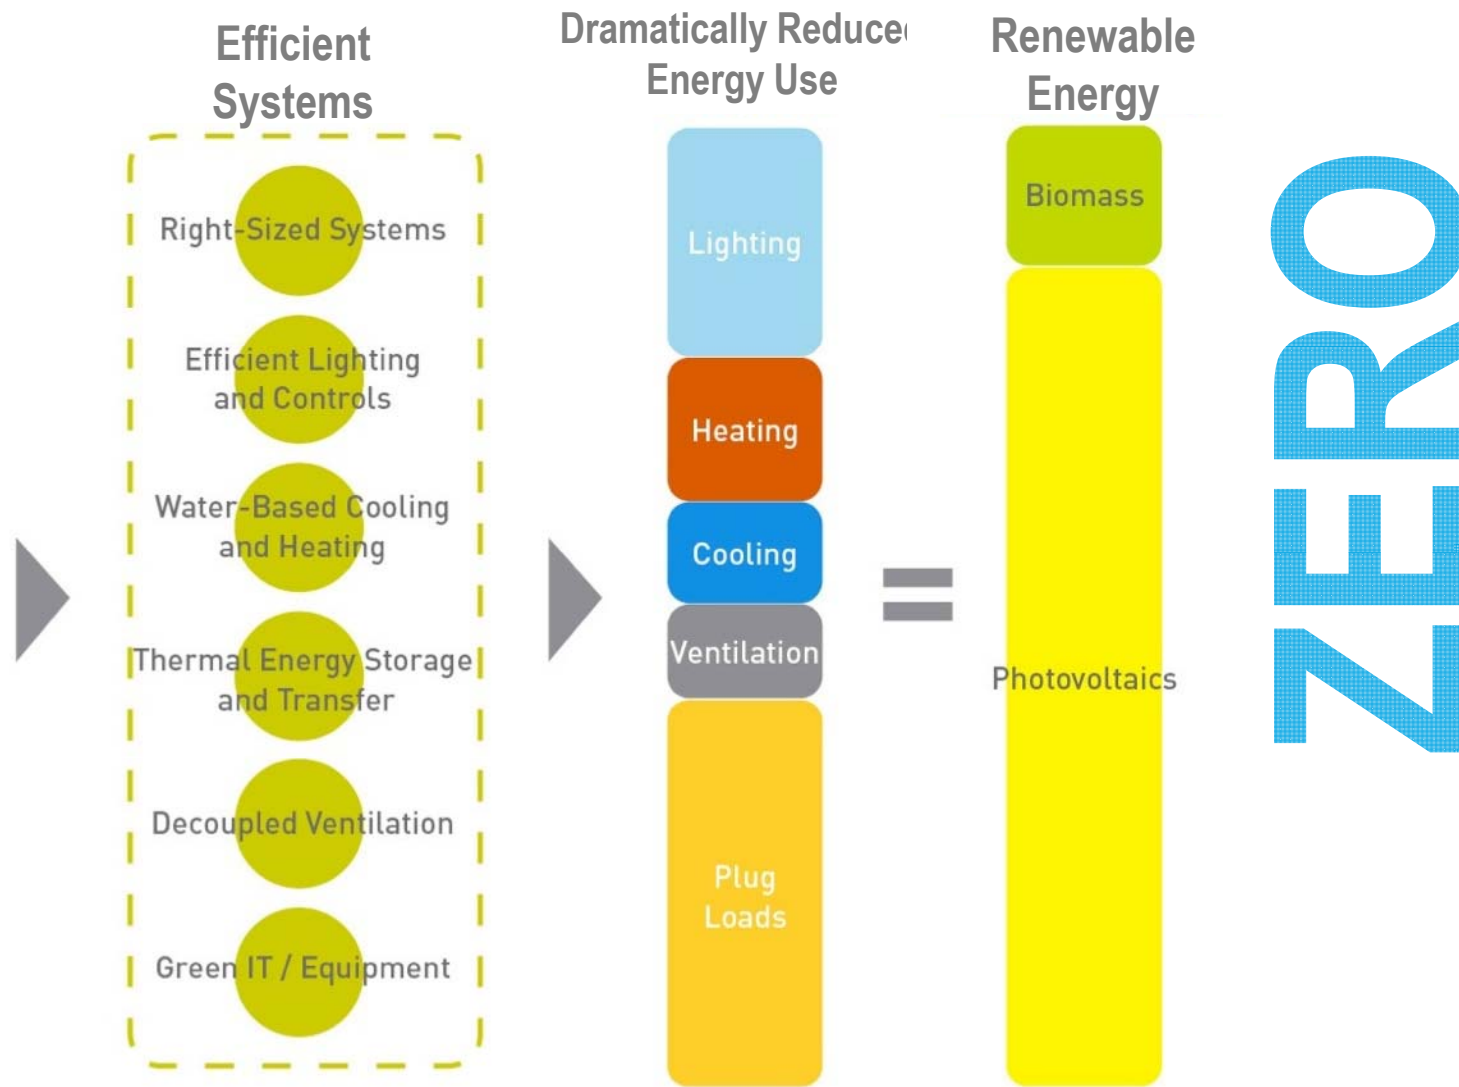 Efficient
Systems
Right-Sized Systems
Efficient Lighting
and Controls
Water-Based Cooling
and Heating
Thermal Energy Storage
and Transfer
Decoupled Ventilation
Green IT / Equipment
Dramatically Reduce
Energy Use
Lighting
Heating
Cooling
Ventilation
Plug
Loads
=
Renewable
Energy
Biomass
Photovoltaics
ZERO